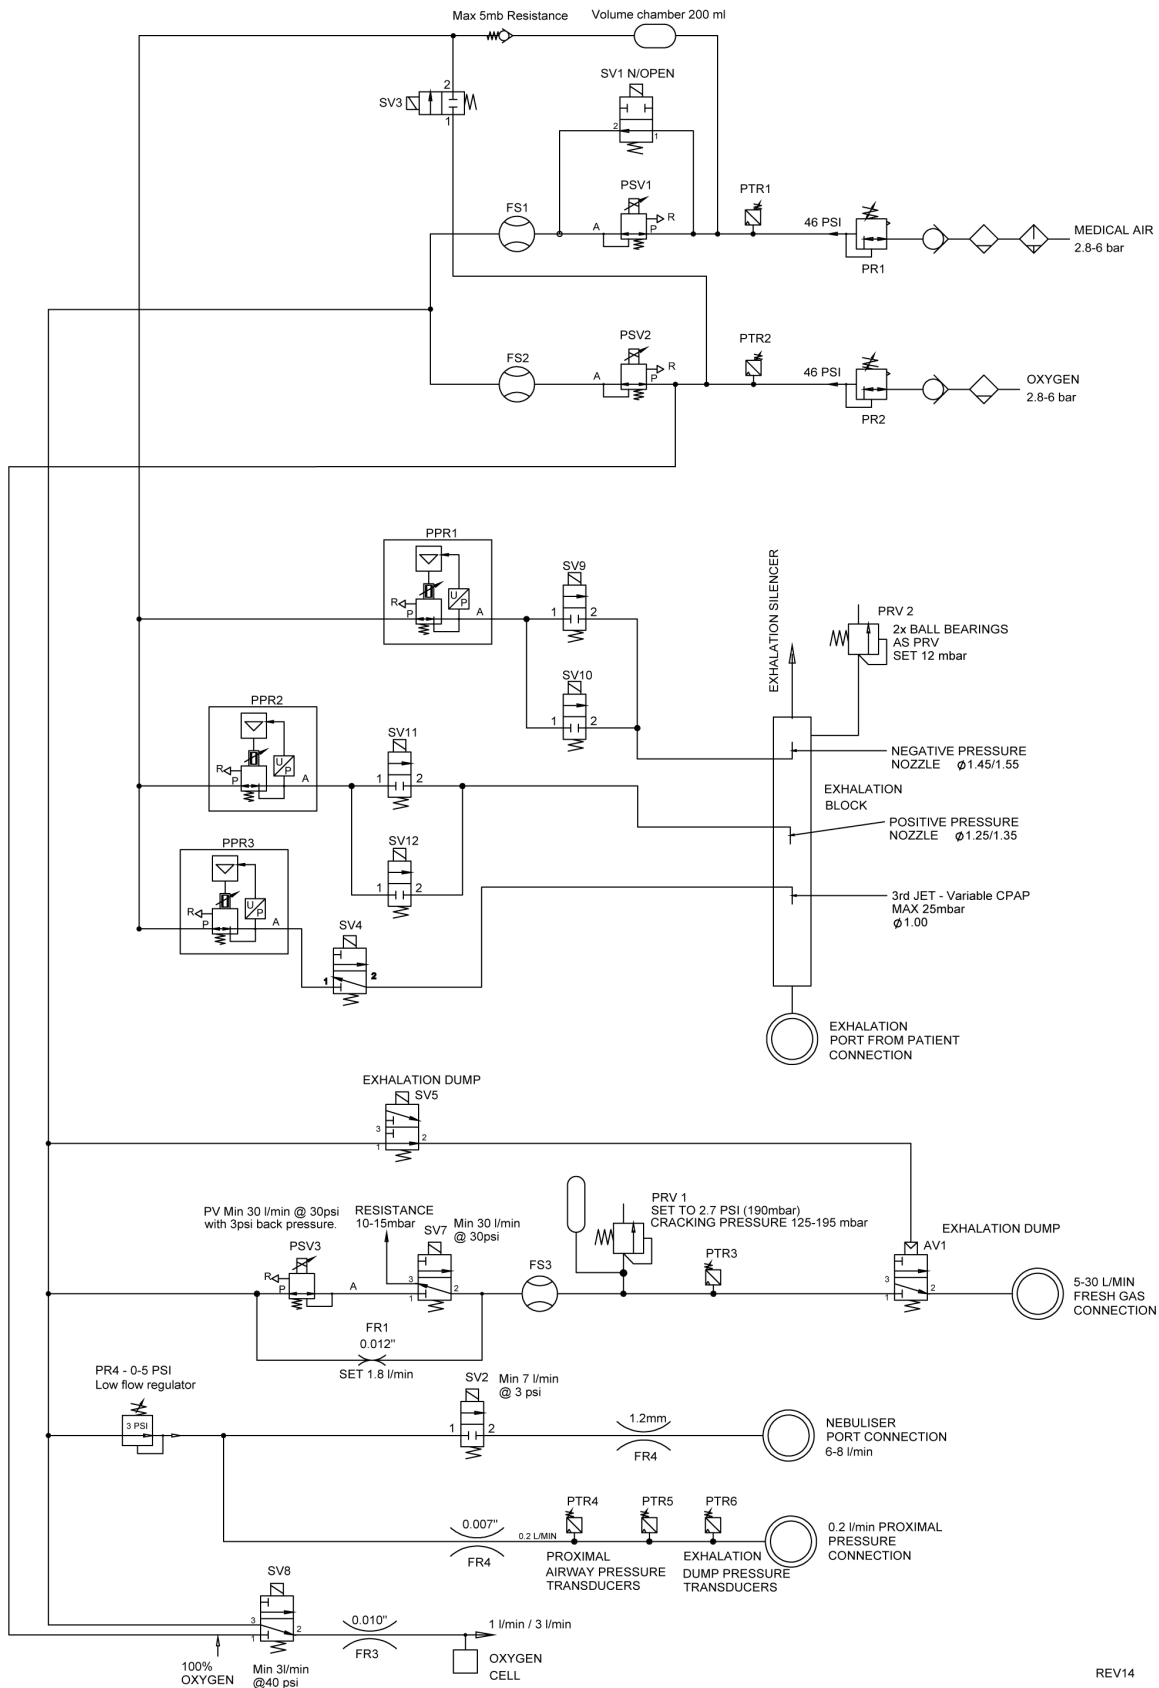 Max 5mb Resistance
Volume chamber 200 ml
SV1 N/OPEN
SV3
2
1
2
1
PSV1
PTR1
FS1
R
A
P
46 PSI
MEDICAL AIR
2.8-6 bar
PR1
PSV2
PTR2
FS2
R
A
P
46 PSI
OXYGEN
2.8-6 bar
PR2
PPR1
R
P
U
P
A
SV9
1
2
SV10
1
2
EXHALATION SILENCER
PRV 2
2x BALL BEARINGS
AS PRV
SET 12 mbar
PPR2
R
P
U
P
A
SV11
1
2
SV12
1
2
NEGATIVE PRESSURE
NOZZLE ϕ1.45/1.55
EXHALATION
BLOCK
POSITIVE PRESSURE
NOZZLE ϕ1.25/1.35
PPR3
R
P
U
P
A
SV4
1
2
3rd JET - Variable CPAP
MAX 25mbar
ϕ1.00
EXHALATION
PORT FROM PATIENT
CONNECTION
EXHALATION DUMP
SV5
3
1
2
PV Min 30 l/min @ 30psi
with 3psi back pressure.
PSV3
R
P
A
RESISTANCE
10-15mbar
SV7
Min 30 l/min
@ 30psi
3
1
2
FS3
PRV 1
SET TO 2.7 PSI (190mbar)
CRACKING PRESSURE 125-195 mbar
PTR3
EXHALATION DUMP
AV1
3
1
2
5-30 L/MIN
FRESH GAS
CONNECTION
FR1
0.012"
SET 1.8 l/min
PR4 - 0-5 PSI
Low flow regulator
3 PSI
SV2
Min 7 l/min
@ 3 psi
1
2
1.2mm
FR4
NEBULISER
PORT CONNECTION
6-8 l/min
0.007"
FR4
0.2 L/MIN
PTR4
PTR5
PTR6
PROXIMAL
AIRWAY PRESSURE
TRANSDUCERS
EXHALATION
DUMP PRESSURE
TRANSDUCERS
0.2 l/min PROXIMAL
PRESSURE
CONNECTION
SV8
3
1
2
100%
OXYGEN
Min 3l/min
@40 psi
0.010"
FR3
1 l/min / 3 l/min
OXYGEN
CELL
REV14